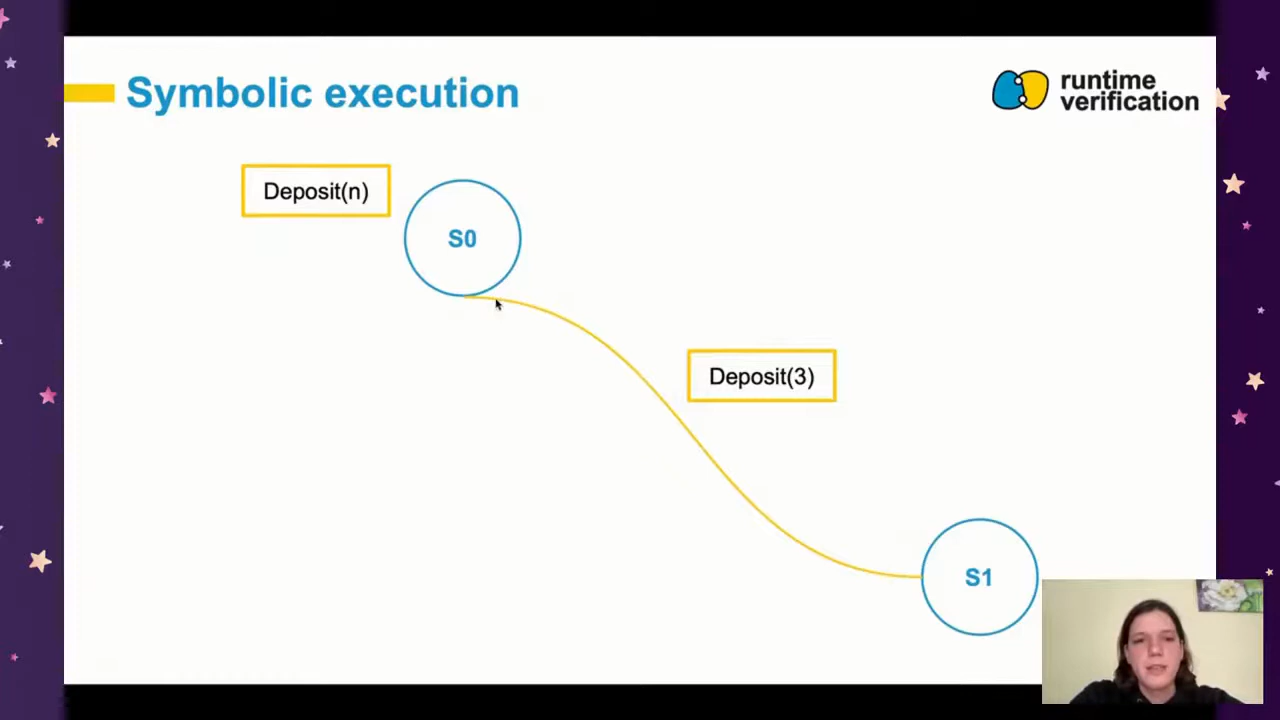 Symbolic execution
runtime
verification
Deposit(n)
S0
Deposit(3)
S1